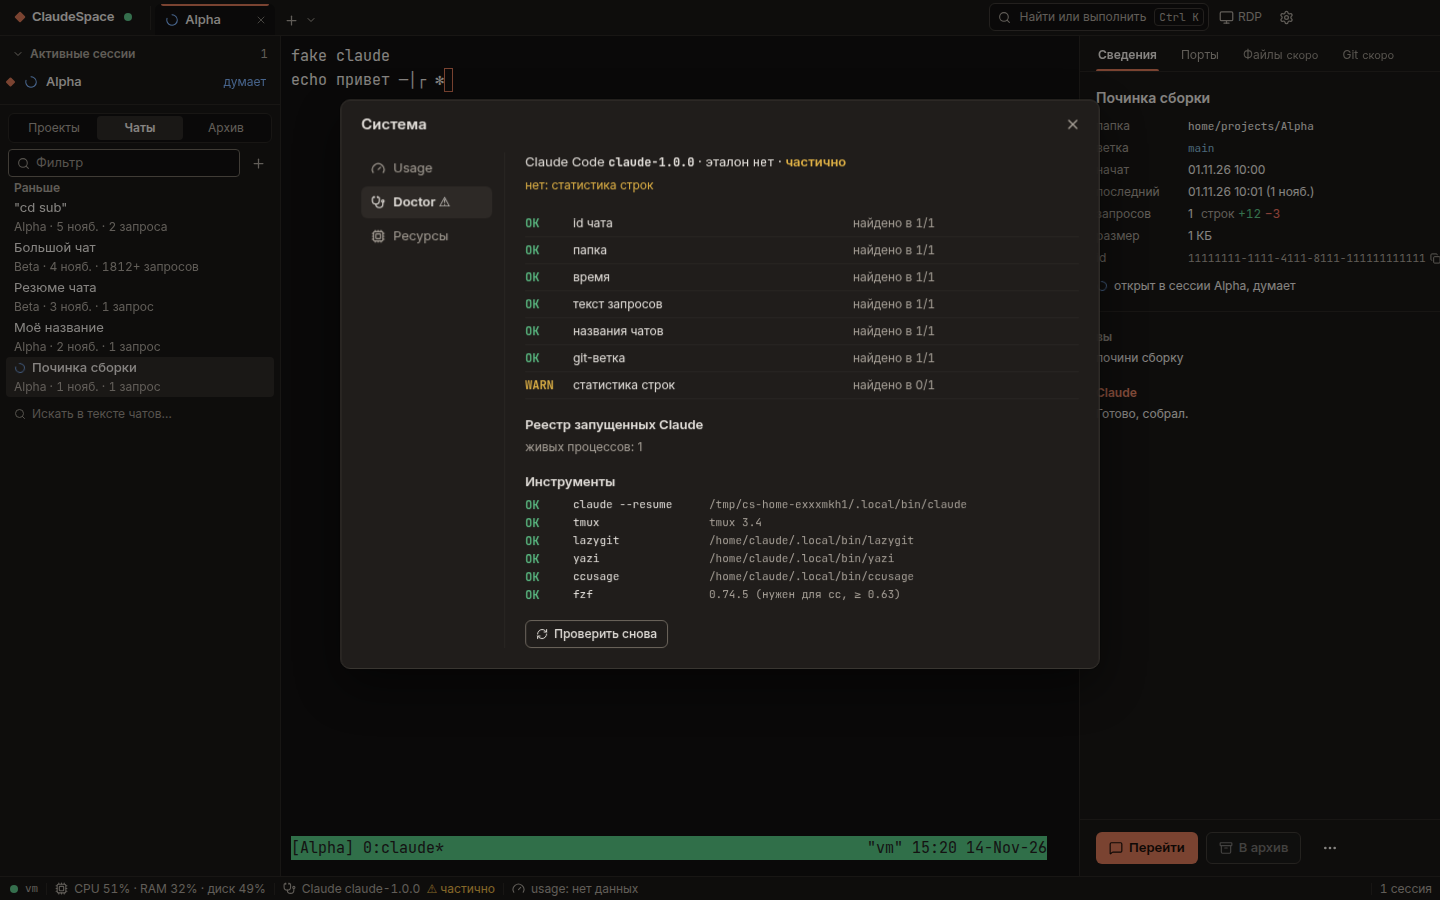 ClaudeSpace
Alpha
Найти или выполнить Ctrl K
RDP
Активные сессии 1
Alpha думает
Проекты Чаты Архив
Фильтр
Раньше
"cd sub"
Alpha · 5 нояб. · 2 запроса
Большой чат
Beta · 4 нояб. · 1812+ запросов
Резюме чата
Beta · 3 нояб. · 1 запрос
Моё название
Alpha · 2 нояб. · 1 запрос
Починка сборки
Alpha · 1 нояб. · 1 запрос
Искать в тексте чатов...
fake claude
echo привет —│┌ ✻
Система
Usage
Doctor ⚠
Ресурсы
Claude Code claude-1.0.0 · эталон нет · частично
нет: статистика строк
OK id чата найдено в 1/1
OK папка найдено в 1/1
OK время найдено в 1/1
OK текст запросов найдено в 1/1
OK названия чатов найдено в 1/1
OK git-ветка найдено в 1/1
WARN статистика строк найдено в 0/1
Реестр запущенных Claude
живых процессов: 1
Инструменты
OK claude --resume /tmp/cs-home-exxxmkh1/.local/bin/claude
OK tmux tmux 3.4
OK lazygit /home/claude/.local/bin/lazygit
OK yazi /home/claude/.local/bin/yazi
OK ccusage /home/claude/.local/bin/ccusage
OK fzf 0.74.5 (нужен для cc, ≥ 0.63)
Проверить снова
Сведения Порты Файлы скоро Git скоро
Починка сборки
папка home/projects/Alpha
ветка main
начат 01.11.26 10:00
последний 01.11.26 10:01 (1 нояб.)
запросов 1 строк +12 −3
размер 1 КБ
id 11111111-1111-4111-8111-111111111111
открыт в сессии Alpha, думает
вы
почини сборку
Claude
Готово, собрал.
Перейти В архив ···
[Alpha] 0:claude* "vm" 15:20 14-Nov-26
vm CPU 51% · RAM 32% · диск 49% Claude claude-1.0.0 ⚠ частично usage: нет данных 1 сессия